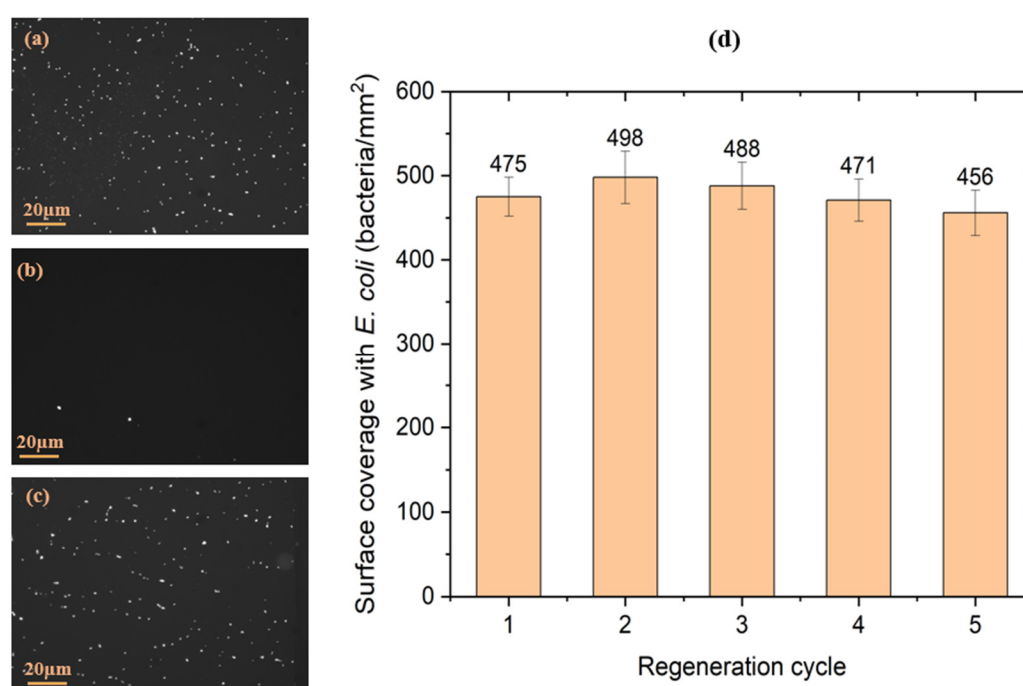 (a)
20μm
(b)
20μm
(c)
20μm
(d)
Surface coverage with E. coli (bacteria/mm²)
600
500
400
300
200
100
0
475
498
488
471
456
1 2 3 4 5
Regeneration cycle